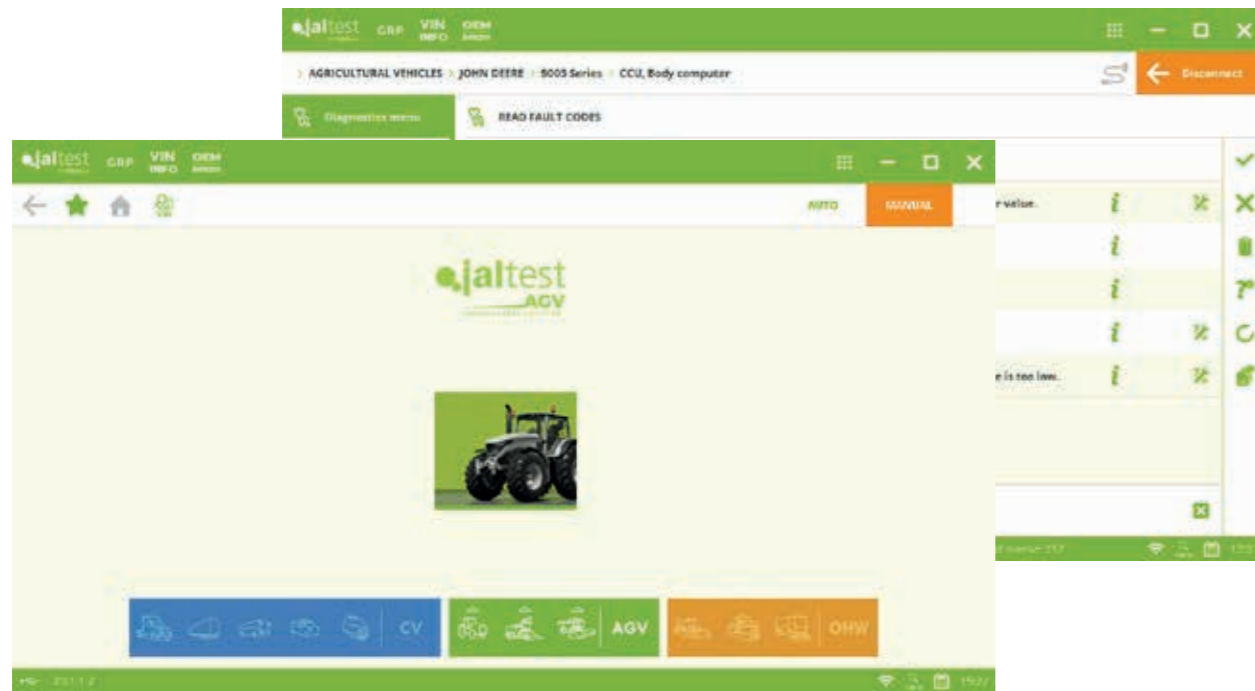 jaltest GRP VIN INFO OEM
AGRICULTURAL VEHICLES JOHN DEERE 5003 Series CCU, Body computer
Disconnect
Diagnostics menu READ FAULT CODES
r value.
e is too low.
jaltest GRP VIN INFO OEM
AUTO MANUAL
jaltest
AGV
CV AGV OHW